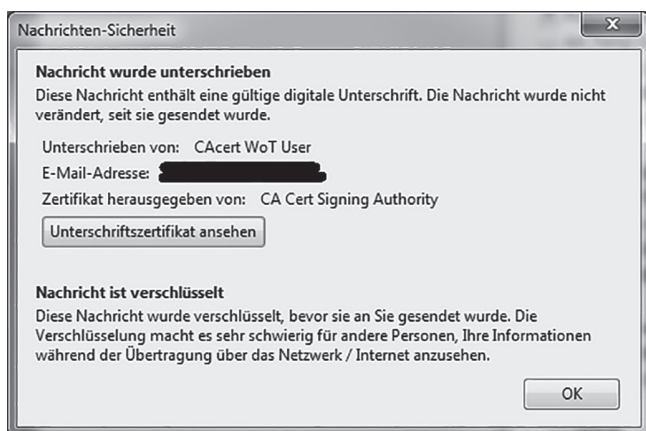 Nachrichten-Sicherheit
Nachricht wurde unterschrieben
Diese Nachricht enthält eine gültige digitale Unterschrift. Die Nachricht wurde nicht
verändert, seit sie gesendet wurde.
Unterschrieben von: CAcert WoT User
E-Mail-Adresse:
Zertifikat herausgegeben von: CA Cert Signing Authority
Unterschriftszertifikat ansehen
Nachricht ist verschlüsselt
Diese Nachricht wurde verschlüsselt, bevor sie an Sie gesendet wurde. Die
Verschlüsselung macht es sehr schwierig für andere Personen, Ihre Informationen
während der Übertragung über das Netzwerk / Internet anzusehen.
OK